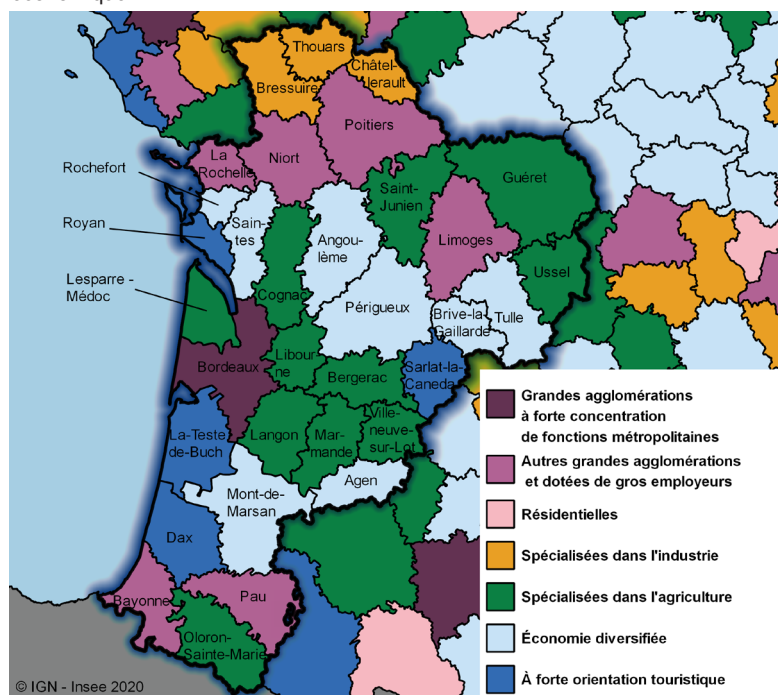 Thouars
Châtel-
lerault
Bressuire
Poitiers
La
Rochelle
Niort
Rochefort
Saint-
Junien
Guéret
Royan
Sain-
tes
Angou-
lème
Limoges
Lesparre -
Médoc
Cognac
Ussel
Périgueux
Brive-la-
Gaillarde
Tulle
Bordeaux
Libour-
ne
Bergerac
Sarlat-la-
Caneda
La-Teste-
de-Buch
Langon
Mar-
mande
Ville-
neuve-
sur-Lot
Mont-de-
Marsan
Agen
Dax
Bayonne
Pau
Oloron-
Sainte-Marie
Grandes agglomérations
à forte concentration
de fonctions métropolitaines
Autres grandes agglomérations
et dotées de gros employeurs
Résidentielles
Spécialisées dans l'industrie
Spécialisées dans l'agriculture
Économie diversifiée
À forte orientation touristique
© IGN - Insee 2020